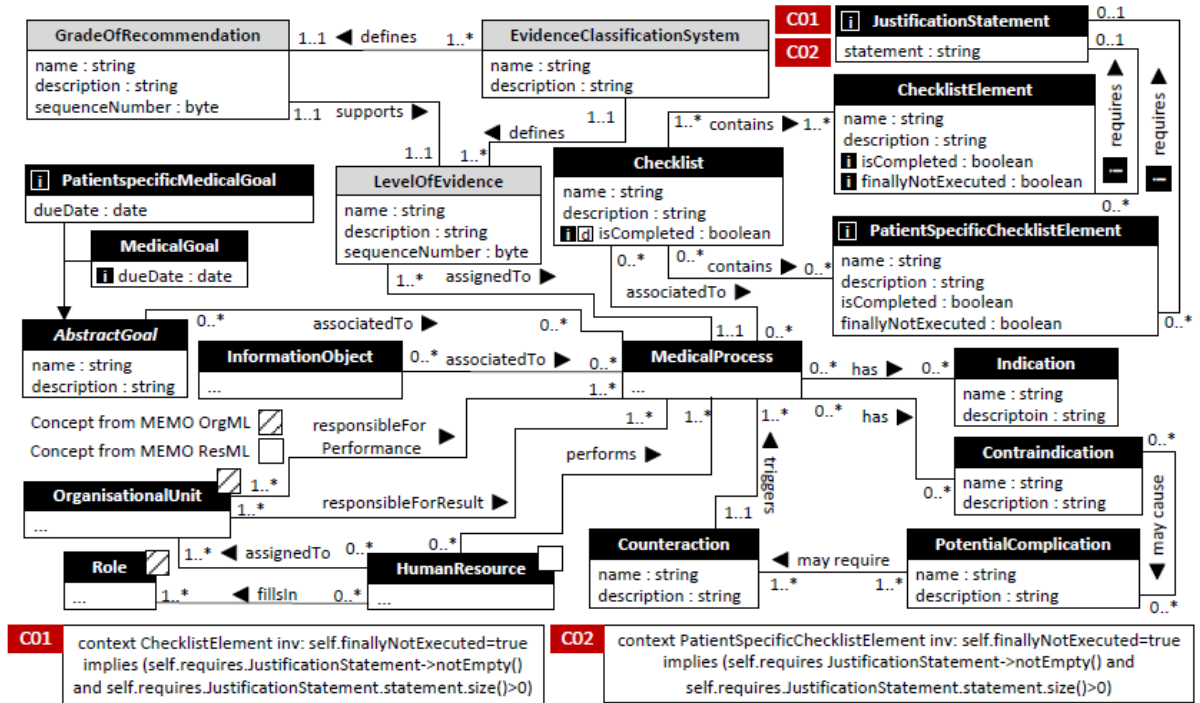 GradeOfRecommendation
name : string
description : string
sequenceNumber : byte
1..1 ◀ defines 1..*
EvidenceClassificationSystem
name : string
description : string
C01
C02
i JustificationStatement
statement : string
0..1
0..1
requires
requires
i
i
1..1 supports ▶
1..1
1..1
◀ defines
1..*
1..* contains ▶ 1..*
ChecklistElement
name : string
description : string
i isCompleted : boolean
i finallyNotExecuted : boolean
0..*
i PatientspecificMedicalGoal
dueDate : date
MedicalGoal
i dueDate : date
LevelOfEvidence
name : string
description : string
sequenceNumber : byte
Checklist
name : string
description : string
i d isCompleted : boolean
i PatientSpecificChecklistElement
name : string
description : string
isCompleted : boolean
finallyNotExecuted : boolean
0..*
1..* assignedTo ▶
0..*
0..*
contains ▶ 0..*
associatedTo ▶
1..1
0..*
AbstractGoal
name : string
description : string
0..*
associatedTo ▶
0..*
InformationObject
...
0..* associatedTo ▶ 0..*
MedicalProcess
...
0..* has ▶ 0..*
Indication
name : string
descriptoin : string
Concept from MEMO OrgML
Concept from MEMO ResML
responsibleFor
Performance ▶
1..*
1..*
1..*
1..*
0..*
has ▶
0..*
Contraindication
name : string
description : string
0..*
may cause
0..*
performs ▶
triggers
1..1
OrganisationalUnit
...
1..*
1..*
responsibleForResult ▶
1..* ◀ assignedTo 0..*
0..*
Role
...
1..* ◀ fillsIn 0..*
HumanResource
...
Counteraction
name : string
description : string
◀ may require
1..*
1..*
PotentialComplication
name : string
description : string
C01
context ChecklistElement inv: self.finallyNotExecuted=true
implies (self.requires.JustificationStatement->notEmpty()
and self.requires.JustificationStatement.statement.size()>0)
C02
context PatientSpecificChecklistElement inv: self.finallyNotExecuted=true
implies (self.requires JustificationStatement->notEmpty() and
self.requires.JustificationStatement.statement.size()>0)